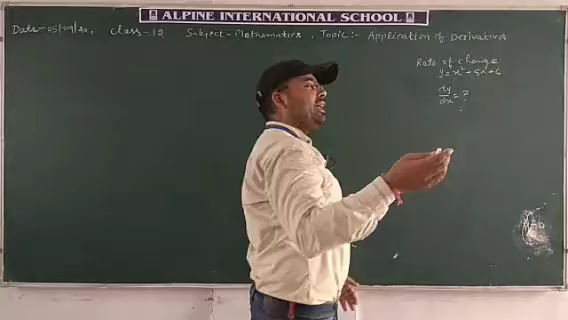 ALPINE INTERNATIONAL SCHOOL
Date-05/09/20, Class-12 Subject-Mathematics, Topic:- Application of Derivatives
Rate of change
y=x²+5x+6
dy/dx=?